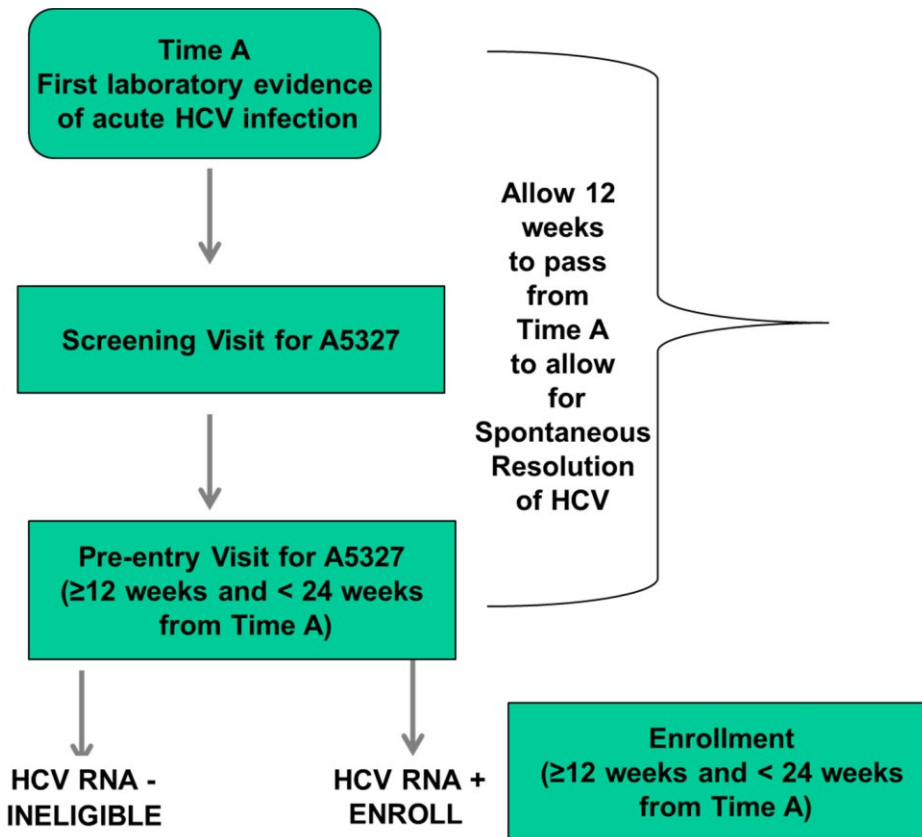 Time A
First laboratory evidence
of acute HCV infection
Allow 12
weeks
to pass
from
Time A
to allow
for
Spontaneous
Resolution
of HCV
Screening Visit for A5327
Pre-entry Visit for A5327
(≥12 weeks and < 24 weeks
from Time A)
HCV RNA -
INELIGIBLE
HCV RNA +
ENROLL
Enrollment
(≥12 weeks and < 24 weeks
from Time A)